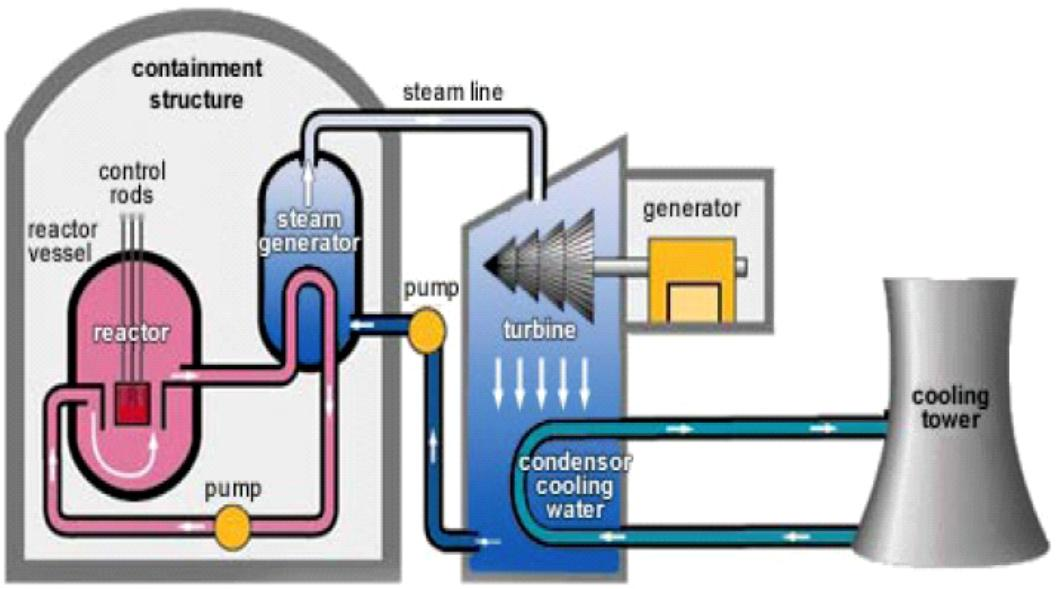 containment
structure
steam line
control
rods
reactor
vessel
steam
generator
generator
pump
reactor
turbine
cooling
tower
condensor
cooling
water
pump